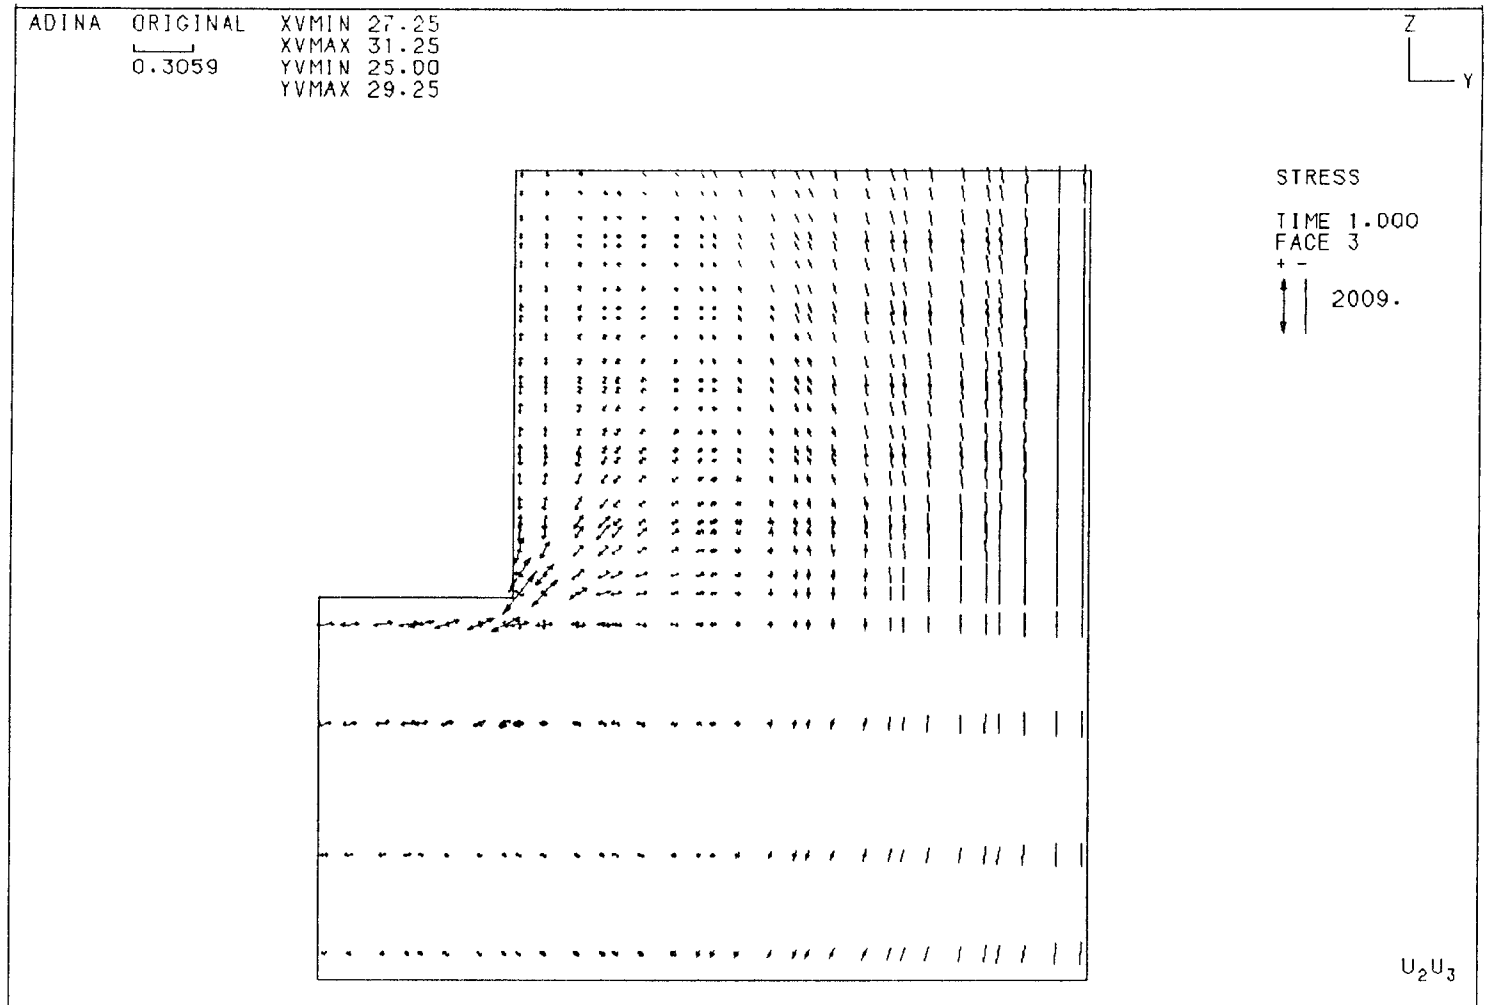 ADINA ORIGINAL XVMIN 27.25
XVMAX 31.25
0.3059 YVMIN 25.00
YVMAX 29.25
Z
Y
STRESS
TIME 1.000
FACE 3
+ -
2009.
U₂U₃